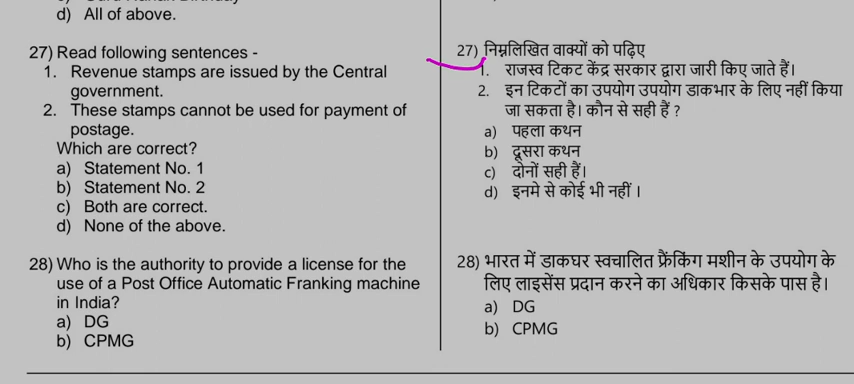 d) All of above.
27) Read following sentences -
1. Revenue stamps are issued by the Central
government.
2. These stamps cannot be used for payment of
postage.
Which are correct?
a) Statement No. 1
b) Statement No. 2
c) Both are correct.
d) None of the above.
28) Who is the authority to provide a license for the
use of a Post Office Automatic Franking machine
in India?
a) DG
b) CPMG
27) निम्नलिखित वाक्यों को पढ़िए
1. राजस्व टिकट केंद्र सरकार द्वारा जारी किए जाते हैं।
2. इन टिकटों का उपयोग उपयोग डाकभार के लिए नहीं किया
जा सकता है। कौन से सही हैं ?
a) पहला कथन
b) दूसरा कथन
c) दोनों सही हैं।
d) इनमे से कोई भी नहीं ।
28) भारत में डाकघर स्वचालित फ्रैंकिंग मशीन के उपयोग के
लिए लाइसेंस प्रदान करने का अधिकार किसके पास है।
a) DG
b) CPMG